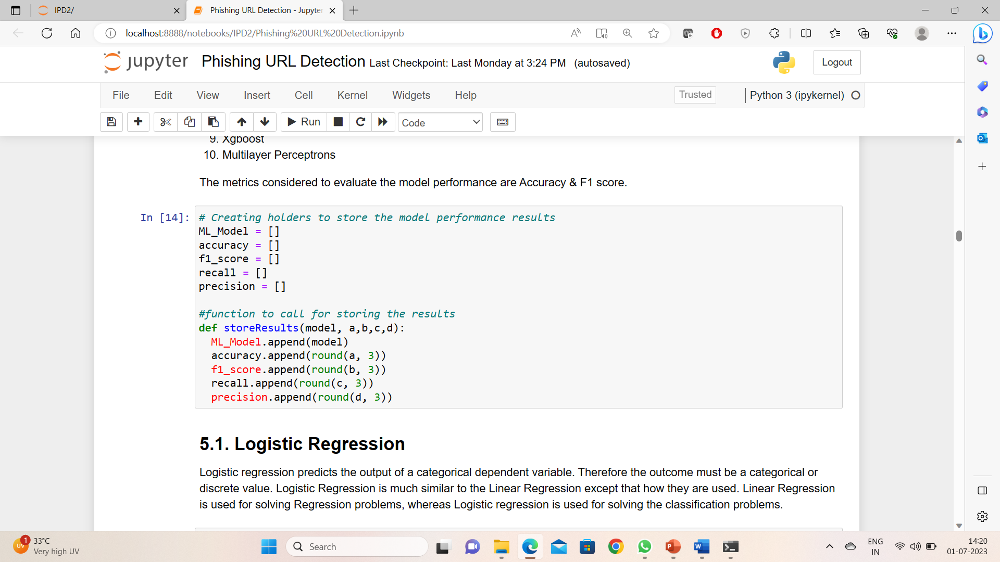 IPD2/
Phishing URL Detection - Jupyter
localhost:8888/notebooks/IPD2/Phishing%20URL%20Detection.ipynb
jupyter Phishing URL Detection Last Checkpoint: Last Monday at 3:24 PM (autosaved)
Logout
File Edit View Insert Cell Kernel Widgets Help
Trusted
Python 3 (ipykernel)
Run
Code
9. Xgboost
10. Multilayer Perceptrons
The metrics considered to evaluate the model performance are Accuracy & F1 score.
In [14]:
# Creating holders to store the model performance results
ML_Model = []
accuracy = []
f1_score = []
recall = []
precision = []
#function to call for storing the results
def storeResults(model, a,b,c,d):
  ML_Model.append(model)
  accuracy.append(round(a, 3))
  f1_score.append(round(b, 3))
  recall.append(round(c, 3))
  precision.append(round(d, 3))
5.1. Logistic Regression
Logistic regression predicts the output of a categorical dependent variable. Therefore the outcome must be a categorical or
discrete value. Logistic Regression is much similar to the Linear Regression except that how they are used. Linear Regression
is used for solving Regression problems, whereas Logistic regression is used for solving the classification problems.
UV
1
33°C
Very high UV
Search
ENG
IN
14:20
01-07-2023